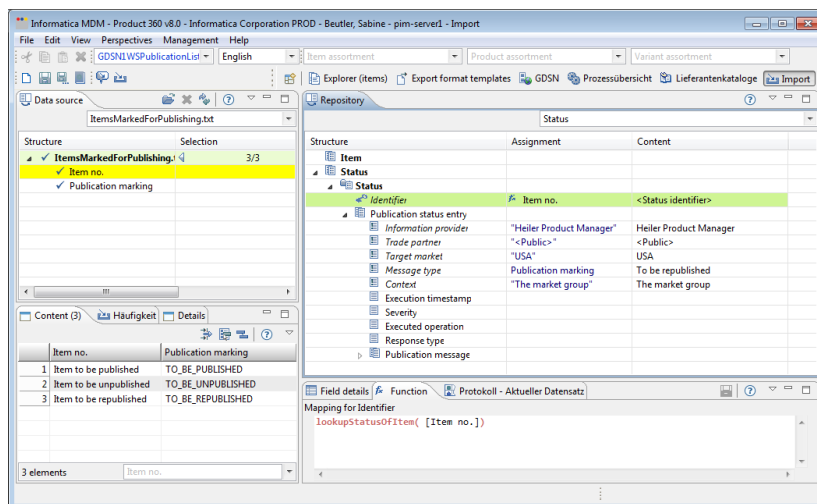 Informatica MDM - Product 360 v8.0 - Informatica Corporation PROD - Beutler, Sabine - pim-server1 - Import
File Edit View Perspectives Management Help
GDSN1WSPublicationList English Item assortment Product assortment Variant assortment
Explorer (items) Export format templates GDSN Prozessübersicht Lieferantenkataloge Import
Data source
ItemsMarkedForPublishing.txt
Structure Selection
ItemsMarkedForPublishing.t 3/3
Item no.
Publication marking
Repository
Status
Structure Assignment Content
Item
Status
Status
Identifier Item no. <Status identifier>
Publication status entry
Information provider "Heiler Product Manager" Heiler Product Manager
Trade partner "<Public>" <Public>
Target market "USA" USA
Message type Publication marking To be republished
Context "The market group" The market group
Execution timestamp
Severity
Executed operation
Response type
Publication message
Content (3) Häufigkeit Details
Item no. Publication marking
1 Item to be published TO_BE_PUBLISHED
2 Item to be unpublished TO_BE_UNPUBLISHED
3 Item to be republished TO_BE_REPUBLISHED
3 elements Item no.
Field details Function Protokoll - Aktueller Datensatz
Mapping for Identifier
lookupStatusOfItem( [Item no.])